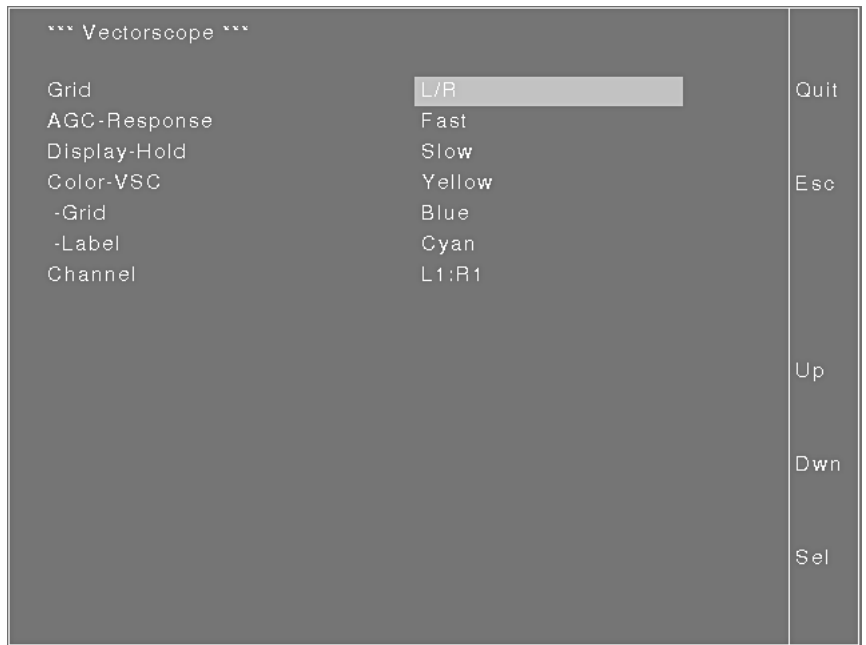 *** Vectorscope ***
Grid L/R
AGC-Response Fast
Display-Hold Slow
Color-VSC Yellow
-Grid Blue
-Label Cyan
Channel L1:R1
Quit
Esc
Up
Dwn
Sel